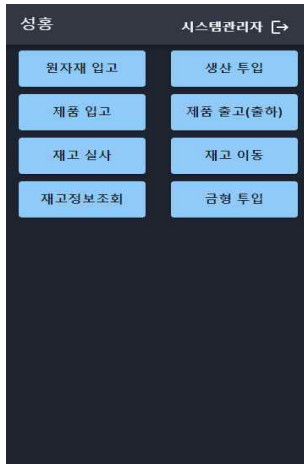 성홍
시스템관리자
원자재 입고
생산 투입
제품 입고
제품 출고(출하)
재고 실사
재고 이동
재고정보조회
금형 투입